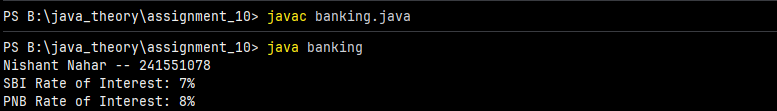 PS B:\java_theory\assignment_10> javac banking.java
PS B:\java_theory\assignment_10> java banking
Nishant Nahar -- 241551078
SBI Rate of Interest: 7%
PNB Rate of Interest: 8%